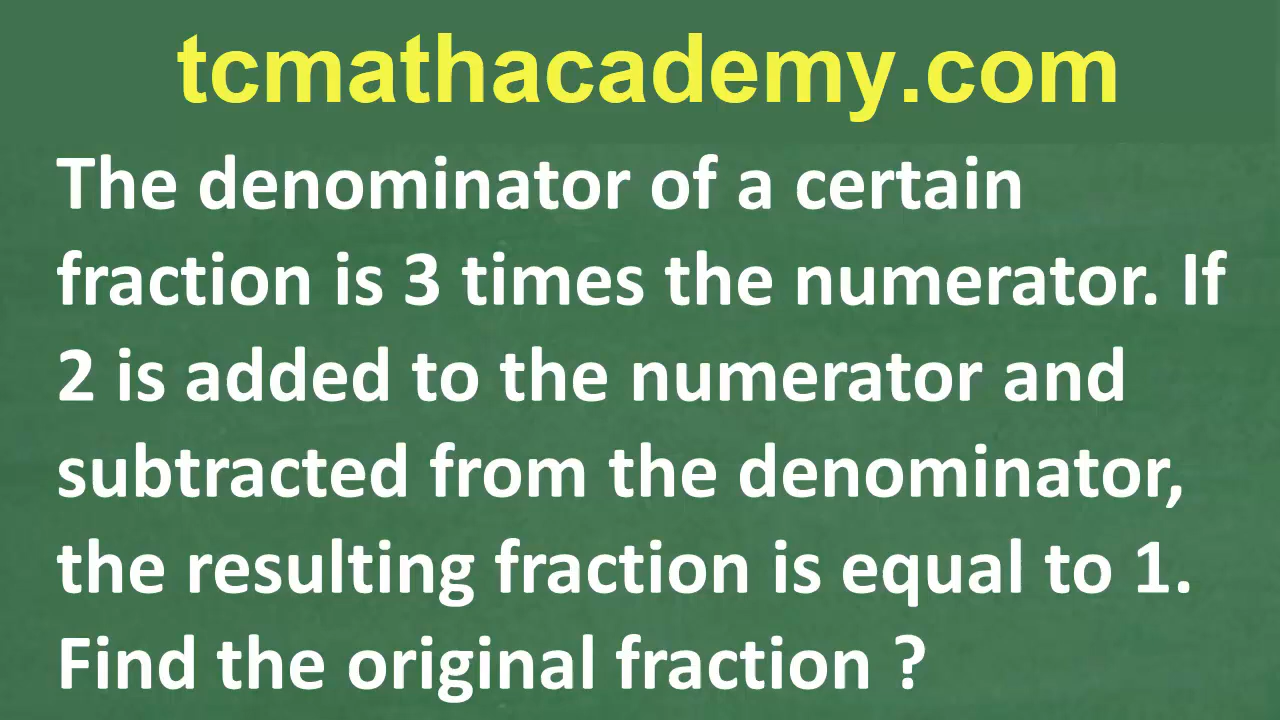 tcmathacademy.com
The denominator of a certain
fraction is 3 times the numerator. If
2 is added to the numerator and
subtracted from the denominator,
the resulting fraction is equal to 1.
Find the original fraction ?